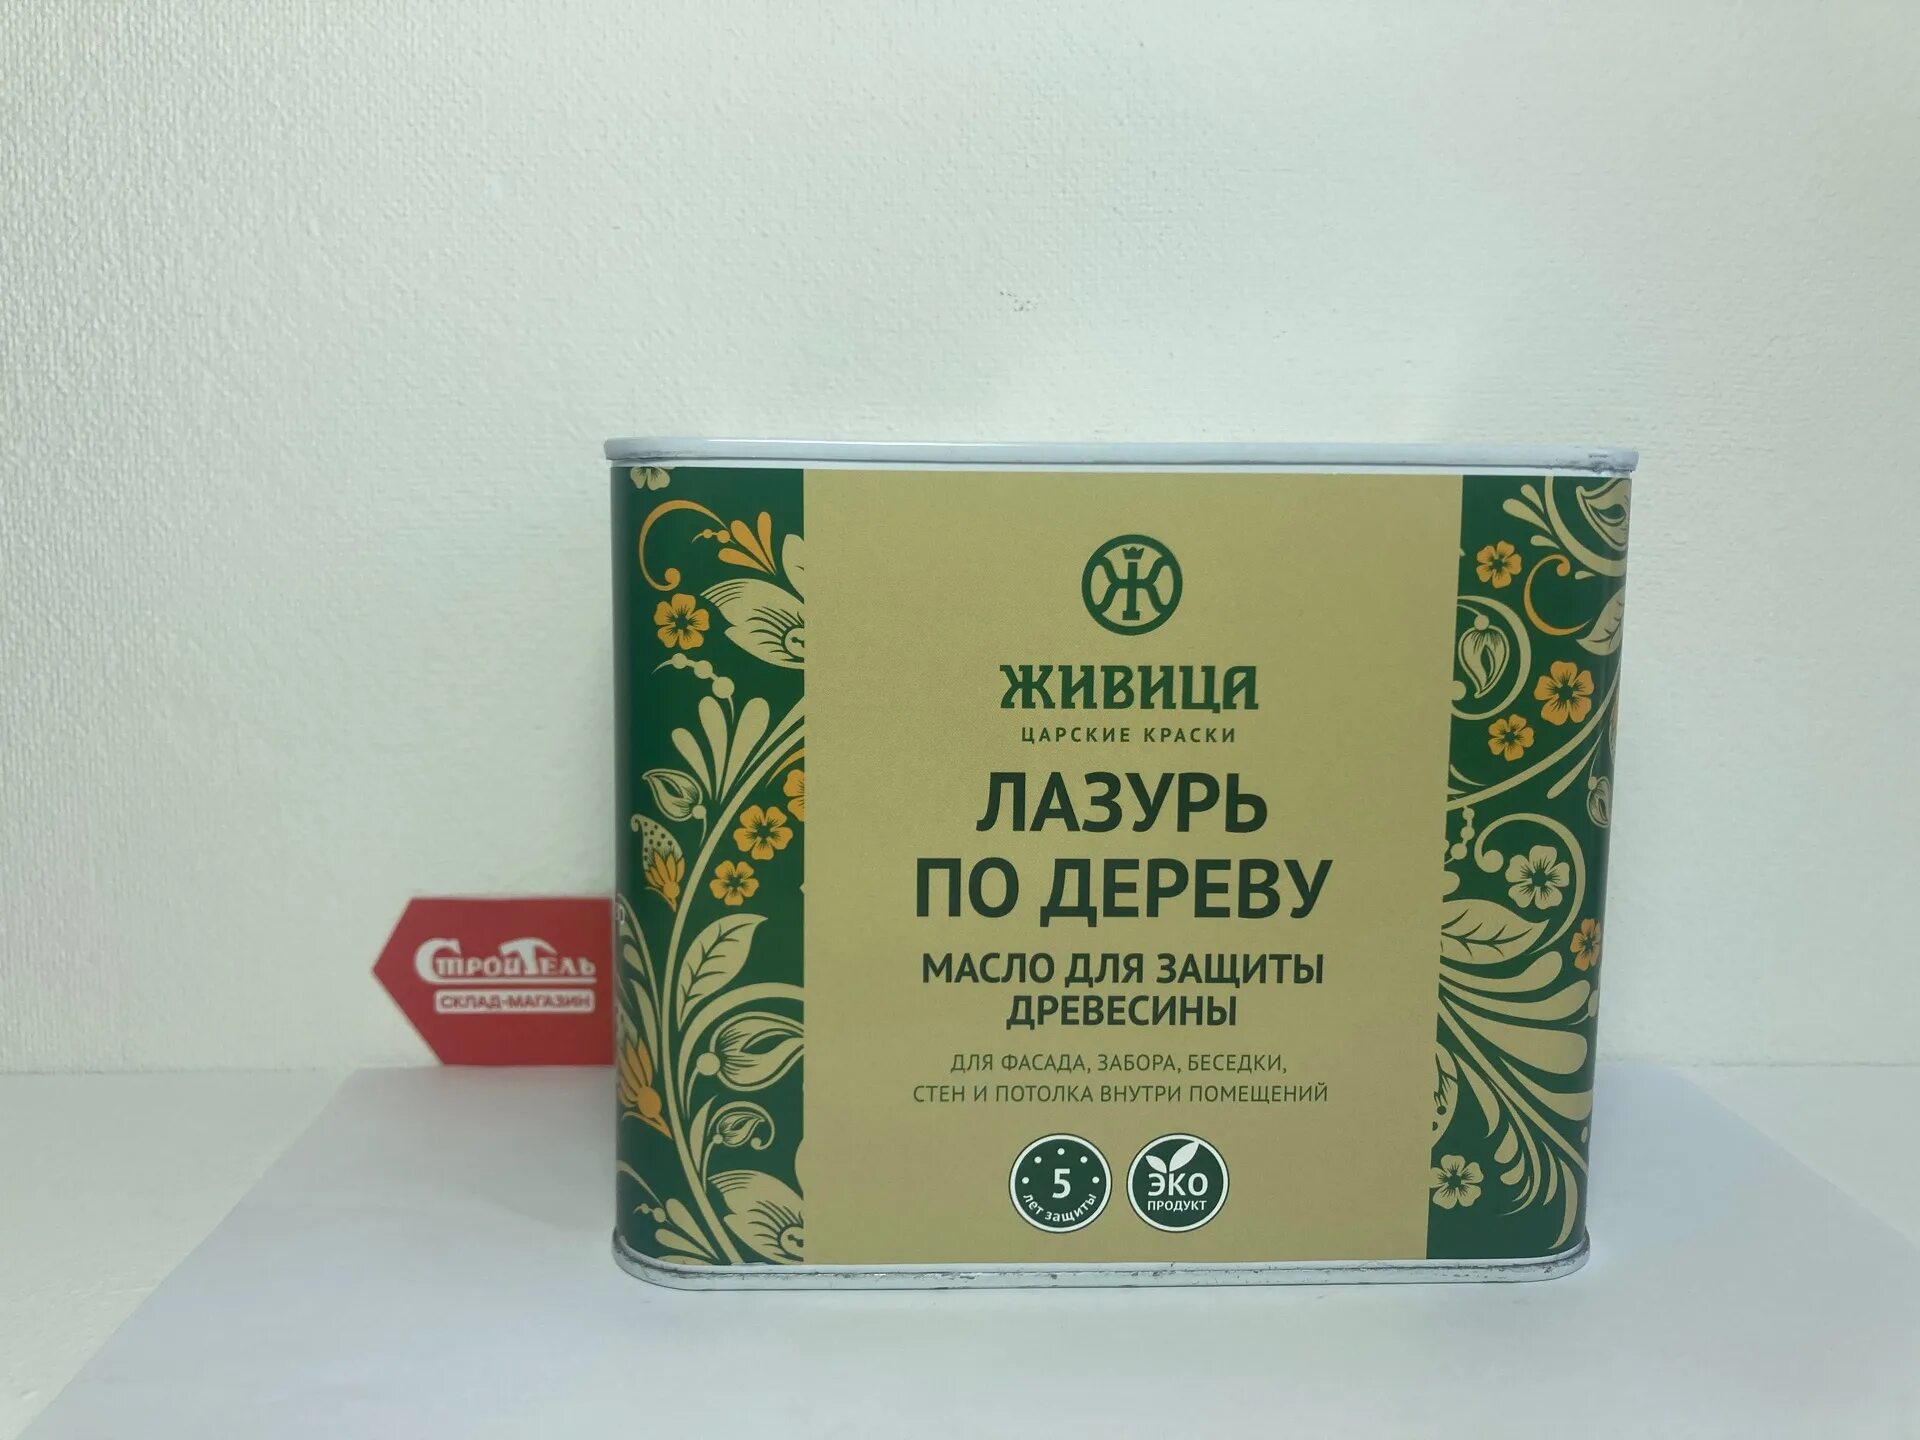 ЖИВИЦА
ЦАРСКИЕ КРАСКИ
ЛАЗУРЬ
ПО ДЕРЕВУ
МАСЛО ДЛЯ ЗАЩИТЫ
ДРЕВЕСИНЫ
ДЛЯ ФАСАДА, ЗАБОРА, БЕСЕДКИ,
СТЕН И ПОТОЛКА ВНУТРИ ПОМЕЩЕНИЙ
5
лет защиты
ЭКО
ПРОДУКТ
СТРОЙТЕЛЬ
СКЛАД-МАГАЗИН